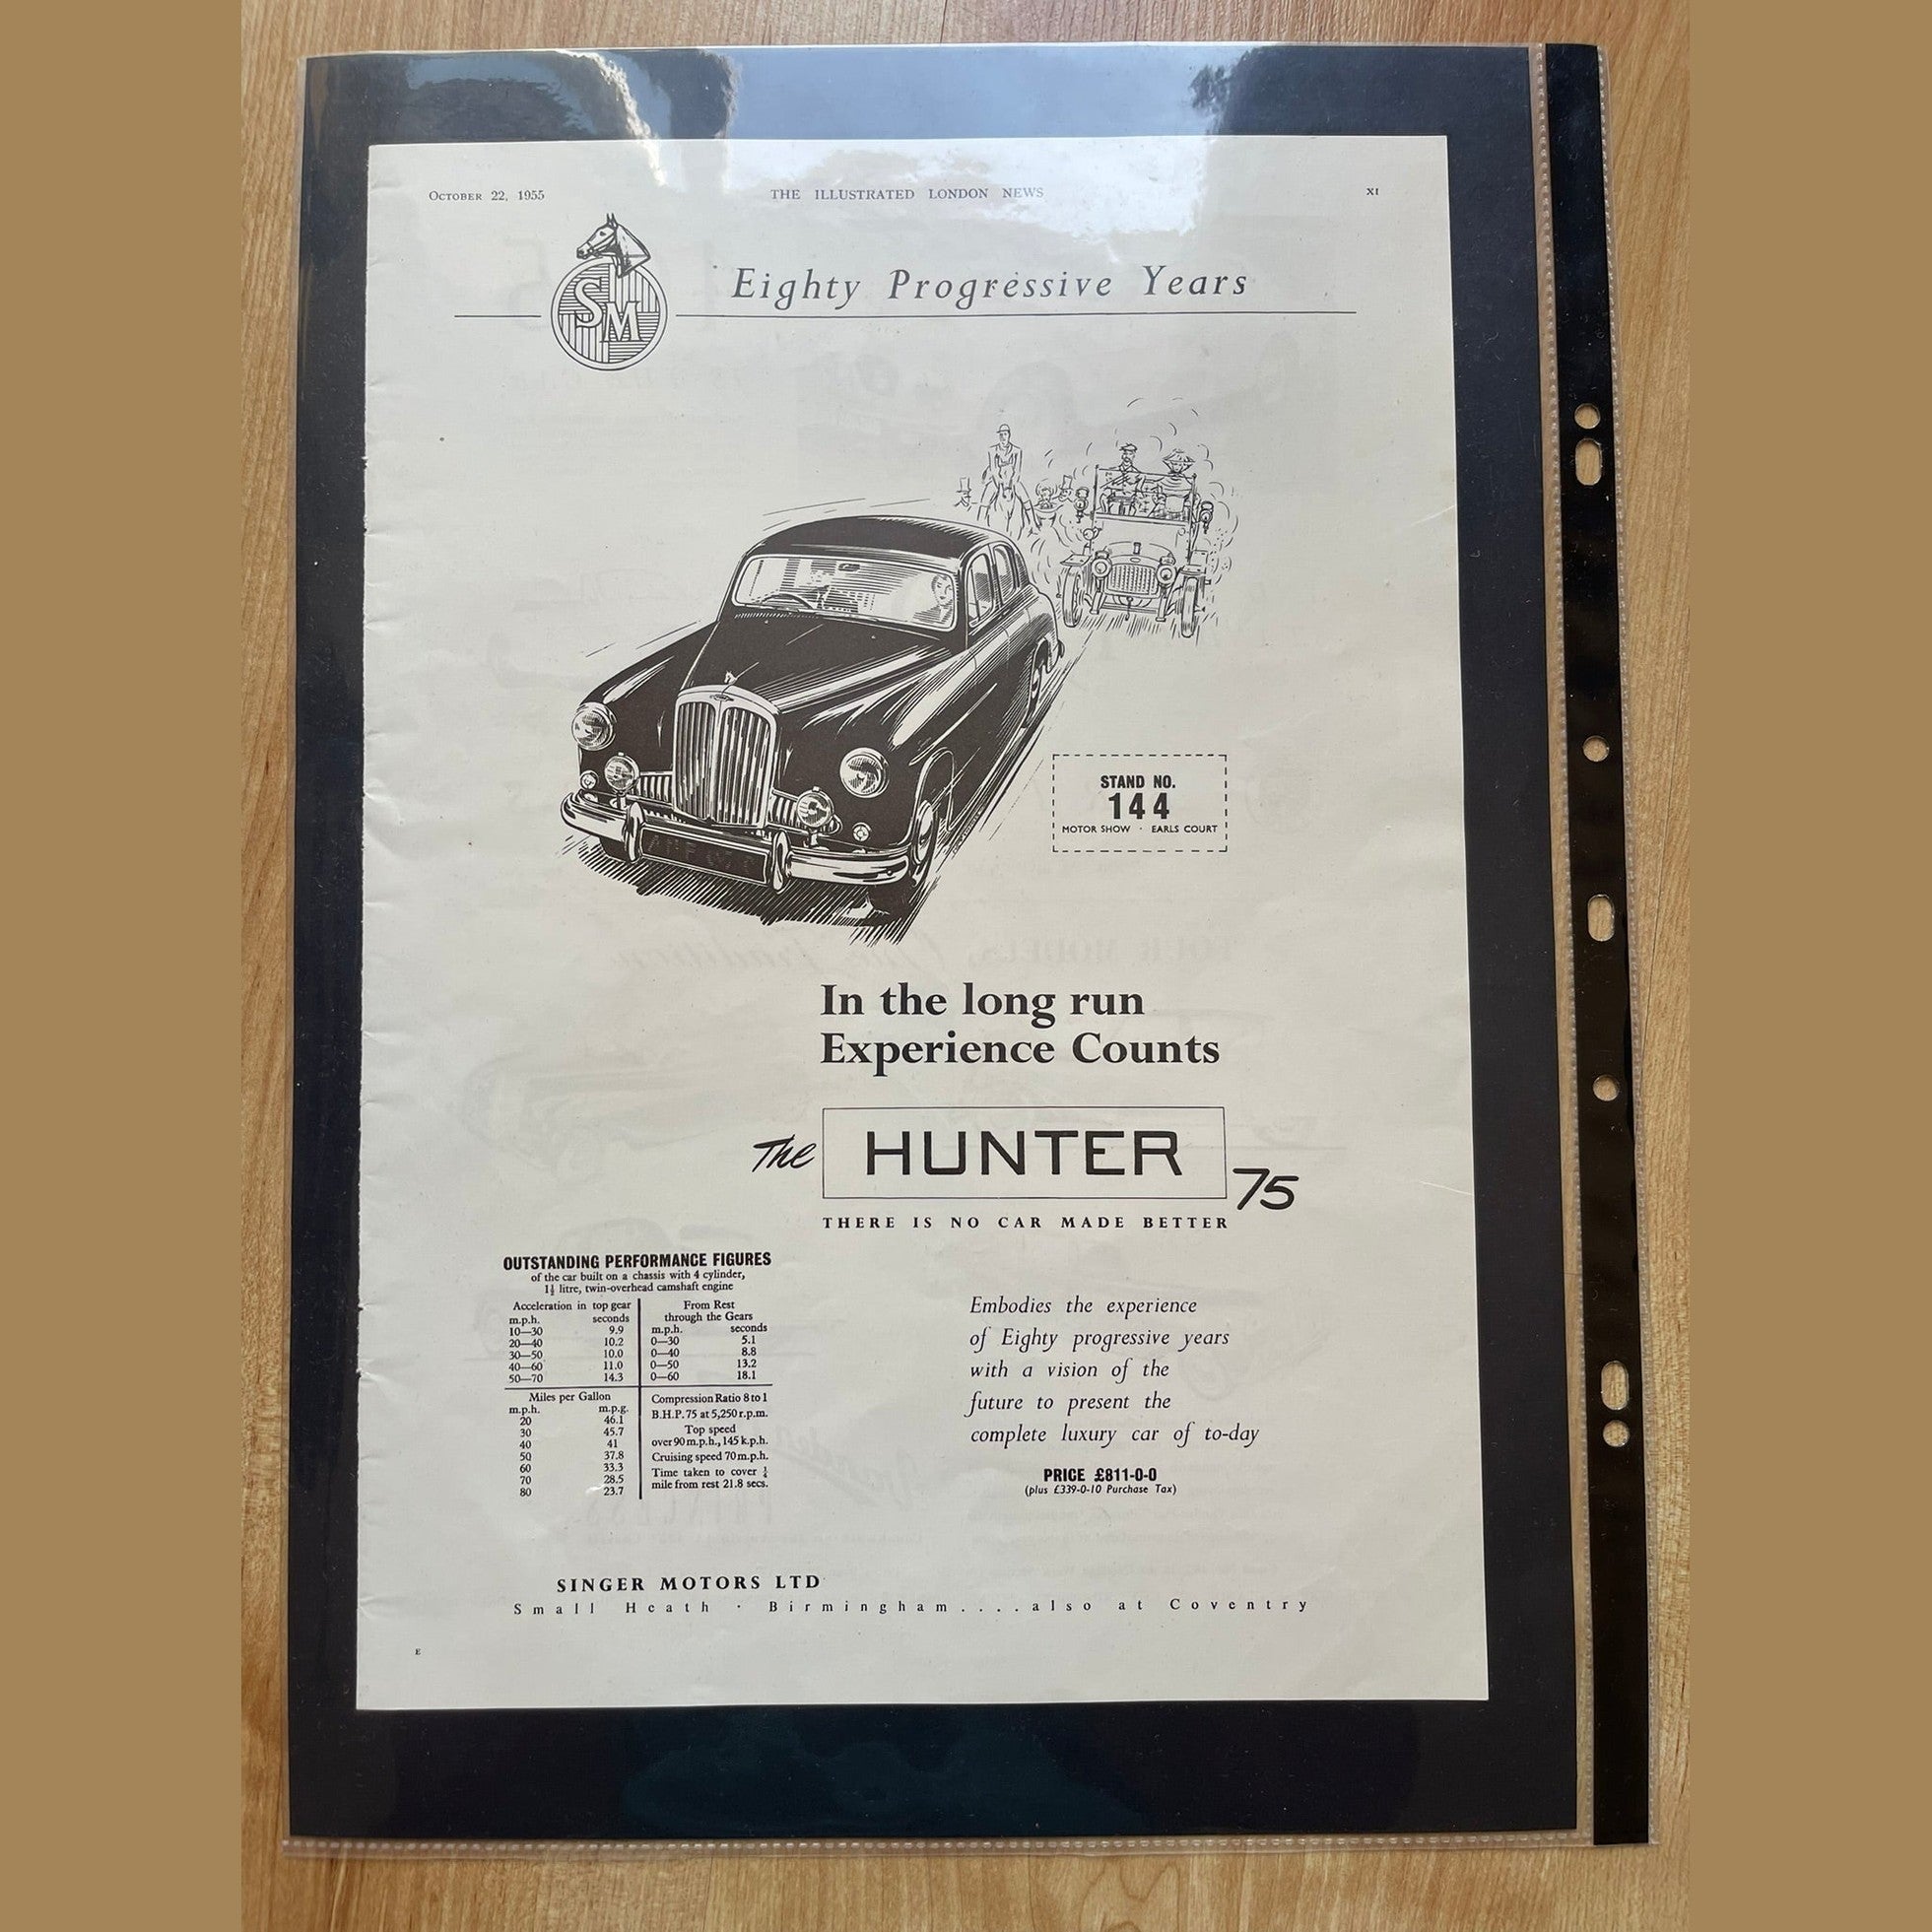 OCTOBER 22, 1955
THE ILLUSTRATED LONDON NEWS
XI
SM
Eighty Progressive Years
STAND NO.
144
MOTOR SHOW · EARLS COURT
In the long run
Experience Counts
The HUNTER 75
THERE IS NO CAR MADE BETTER
OUTSTANDING PERFORMANCE FIGURES
of the car built on a chassis with 4 cylinder,
1½ litre, twin-overhead camshaft engine
Acceleration in top gear
m.p.h. seconds
10—30 9.9
20—40 10.2
30—50 10.0
40—60 11.0
50—70 14.3
From Rest
through the Gears
m.p.h. seconds
0—30 5.1
0—40 8.8
0—50 13.2
0—60 18.1
Miles per Gallon
m.p.h. m.p.g.
20 46.1
30 45.7
40 41
50 37.8
60 33.3
70 28.5
80 23.7
Compression Ratio 8 to 1
B.H.P. 75 at 5,250 r.p.m.
Top speed
over 90 m.p.h., 145 k.p.h.
Cruising speed 70 m.p.h.
Time taken to cover ¼
mile from rest 21.8 secs.
Embodies the experience
of Eighty progressive years
with a vision of the
future to present the
complete luxury car of to-day
PRICE £811-0-0
(plus £339-0-10 Purchase Tax)
SINGER MOTORS LTD
Small Heath · Birmingham....also at Coventry
E